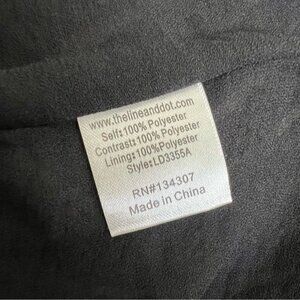 www.thelineanddot.com
Self:100% Polyester
Contrast:100% Polyester
Lining:100% Polyester
Style:LD3355A
RN#134307
Made in China